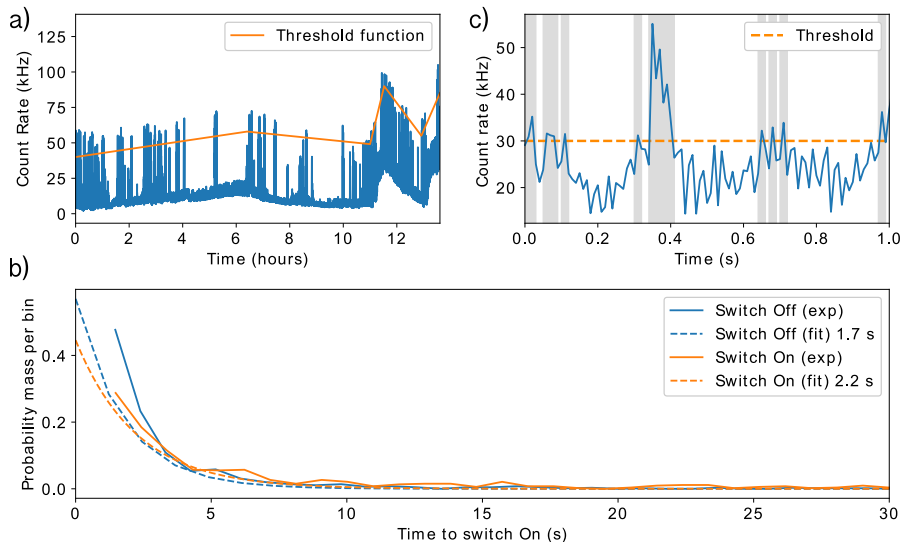 a)
Count Rate (kHz)
125
100
75
50
25
0
Threshold function
0 2 4 6 8 10 12
Time (hours)
c)
Count rate (kHz)
50
40
30
20
Threshold
0.0 0.2 0.4 0.6 0.8 1.0
Time (s)
b)
Probability mass per bin
0.4
0.2
0.0
Switch Off (exp)
Switch Off (fit) 1.7 s
Switch On (exp)
Switch On (fit) 2.2 s
0 5 10 15 20 25 30
Time to switch On (s)